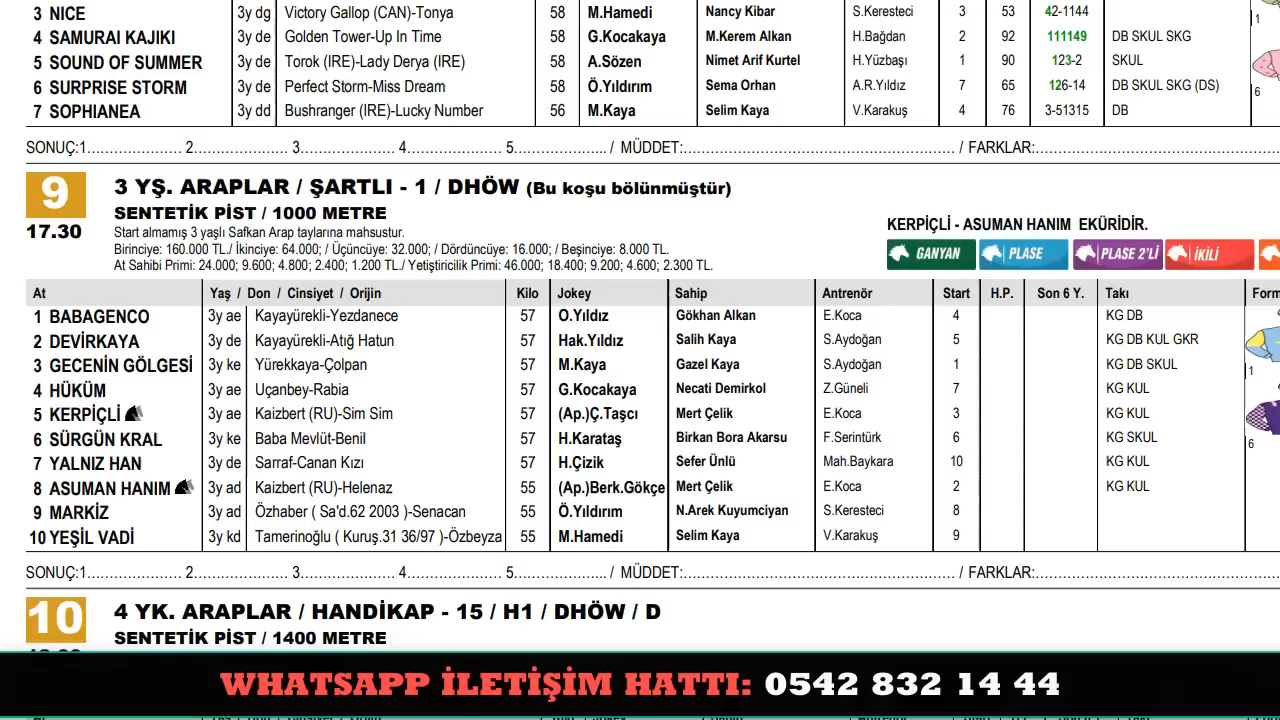 3 NICE 3y dg Victory Gallop (CAN)-Tonya 58 M.Hamedi Nancy Kibar S.Keresteci 3 53 42-1144
4 SAMURAI KAJIKI 3y de Golden Tower-Up In Time 58 G.Kocakaya M.Kerem Alkan H.Bağdan 2 92 111149 DB SKUL SKG
5 SOUND OF SUMMER 3y de Torok (IRE)-Lady Derya (IRE) 58 A.Sözen Nimet Arif Kurtel H.Yüzbaşı 1 90 123-2 SKUL
6 SURPRISE STORM 3y de Perfect Storm-Miss Dream 58 Ö.Yıldırım Sema Orhan A.R.Yıldız 7 65 126-14 DB SKUL SKG (DS)
7 SOPHIANEA 3y dd Bushranger (IRE)-Lucky Number 56 M.Kaya Selim Kaya V.Karakuş 4 76 3-51315 DB
1
6
SONUÇ:1..................... 2..................... 3..................... 4..................... 5..................... / MÜDDET:............................................................ / FARKLAR:......................................................
9
17.30
3 YŞ. ARAPLAR / ŞARTLI - 1 / DHÖW (Bu koşu bölünmüştür)
SENTETİK PİST / 1000 METRE
Start almamış 3 yaşlı Safkan Arap taylarına mahsustur.
Birinciye: 160.000 TL./ İkinciye: 64.000; / Üçüncüye: 32.000; / Dördüncüye: 16.000; / Beşinciye: 8.000 TL.
At Sahibi Primi: 24.000; 9.600; 4.800; 2.400; 1.200 TL./ Yetiştiricilik Primi: 46.000; 18.400; 9.200; 4.600; 2.300 TL.
KERPİÇLİ - ASUMAN HANIM EKÜRİDİR.
GANYAN PLASE PLASE 2'Lİ İKİLİ
At Yaş / Don / Cinsiyet / Orijin Kilo Jokey Sahip Antrenör Start H.P. Son 6 Y. Takı Form
1 BABAGENCO 3y ae Kayayürekli-Yezdanece 57 O.Yıldız Gökhan Alkan E.Koca 4 KG DB
2 DEVİRKAYA 3y de Kayayürekli-Atığ Hatun 57 Hak.Yıldız Salih Kaya S.Aydoğan 5 KG DB KUL GKR
3 GECENİN GÖLGESİ 3y ke Yürekkaya-Çolpan 57 M.Kaya Gazel Kaya S.Aydoğan 1 KG DB SKUL
4 HÜKÜM 3y ae Uçanbey-Rabia 57 G.Kocakaya Necati Demirkol Z.Güneli 7 KG KUL
5 KERPİÇLİ 3y ae Kaizbert (RU)-Sim Sim 57 (Ap.)Ç.Taşcı Mert Çelik E.Koca 3 KG KUL
6 SÜRGÜN KRAL 3y ke Baba Mevlüt-Benil 57 H.Karataş Birkan Bora Akarsu F.Serintürk 6 KG SKUL
7 YALNIZ HAN 3y de Sarraf-Canan Kızı 57 H.Çizik Sefer Ünlü Mah.Baykara 10 KG KUL
8 ASUMAN HANIM 3y ad Kaizbert (RU)-Helenaz 55 (Ap.)Berk.Gökçe Mert Çelik E.Koca 2 KG KUL
9 MARKİZ 3y ad Özhaber ( Sa'd.62 2003 )-Senacan 55 Ö.Yıldırım N.Arek Kuyumciyan S.Keresteci 8
10 YEŞİL VADİ 3y kd Tamerinoğlu ( Kuruş.31 36/97 )-Özbeyza 55 M.Hamedi Selim Kaya V.Karakuş 9
1
6
SONUÇ:1..................... 2..................... 3..................... 4..................... 5..................... / MÜDDET:............................................................ / FARKLAR:......................................................
10
4 YK. ARAPLAR / HANDİKAP - 15 / H1 / DHÖW / D
SENTETİK PİST / 1400 METRE
WHATSAPP İLETİŞİM HATTI: 0542 832 14 44